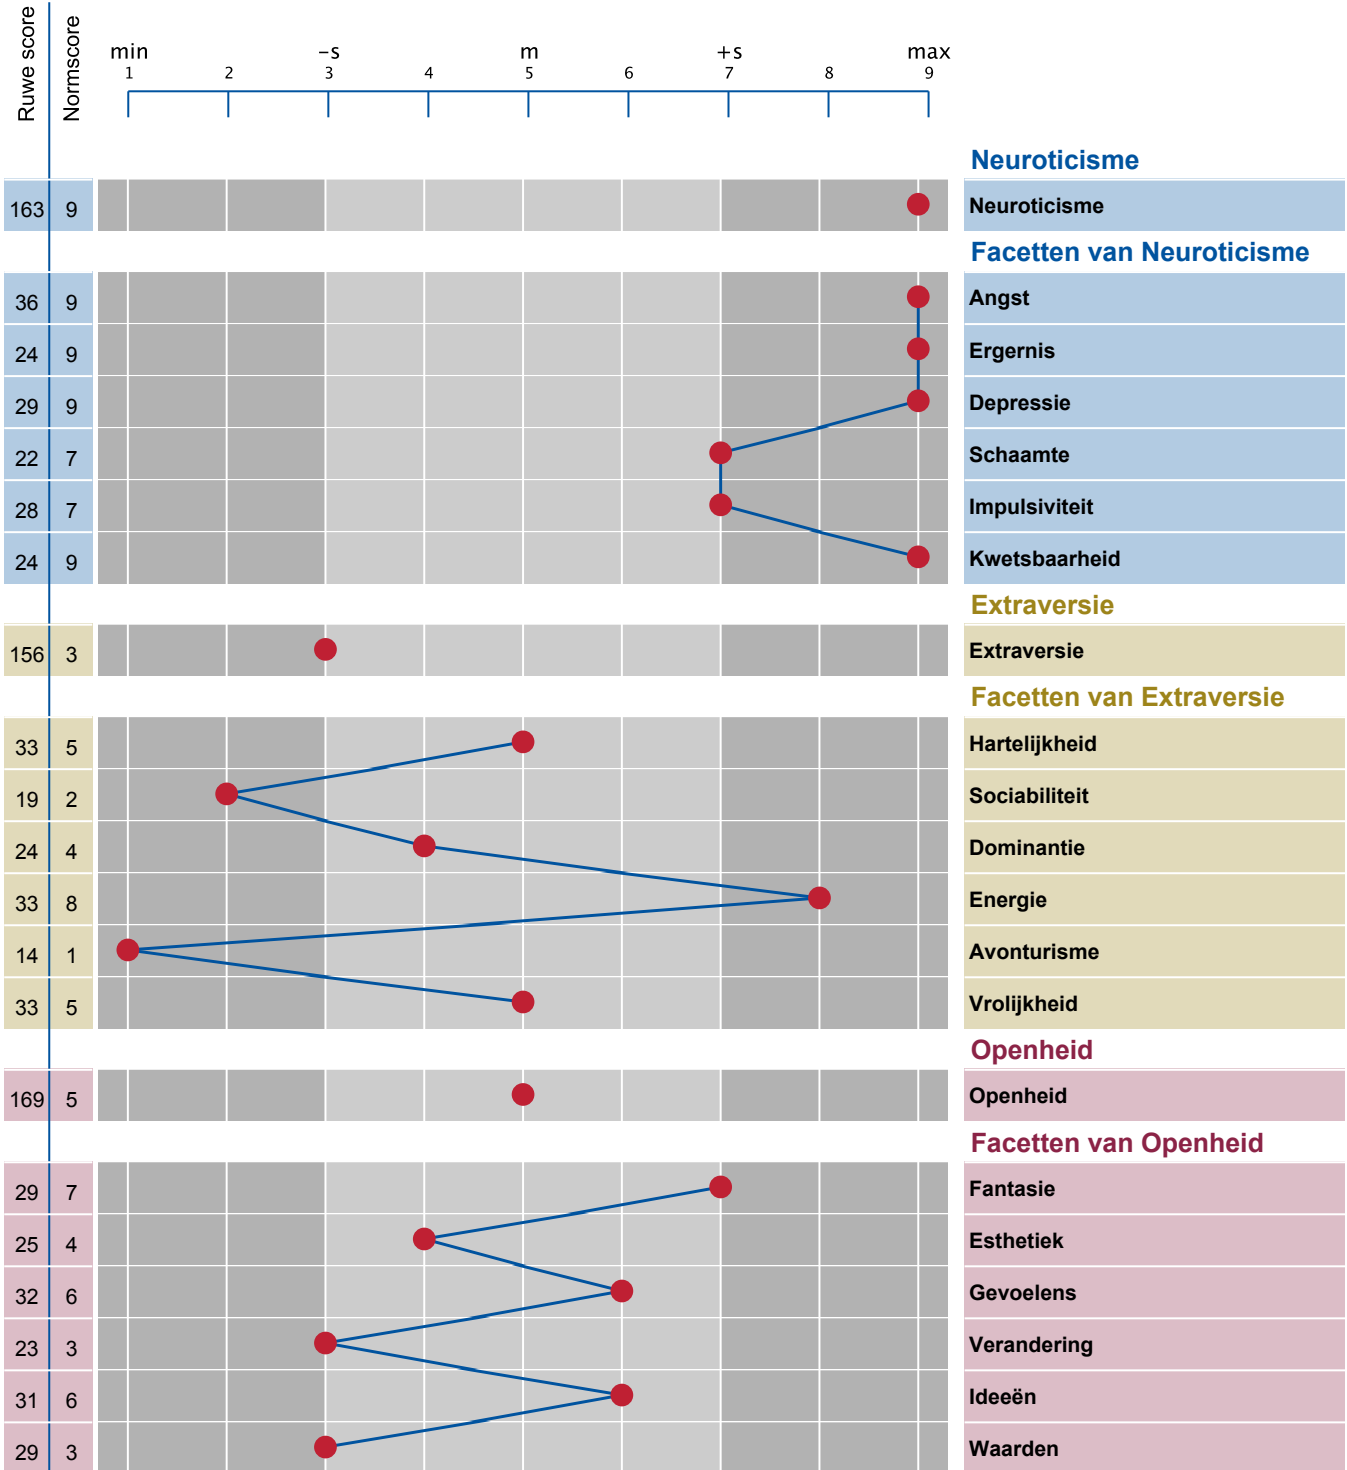 Ruwe score
Normscore
min -s m +s max
1 2 3 4 5 6 7 8 9
Neuroticisme
163 9 Neuroticisme
Facetten van Neuroticisme
36 9 Angst
24 9 Ergernis
29 9 Depressie
22 7 Schaamte
28 7 Impulsiviteit
24 9 Kwetsbaarheid
Extraversie
156 3 Extraversie
Facetten van Extraversie
33 5 Hartelijkheid
19 2 Sociabiliteit
24 4 Dominantie
33 8 Energie
14 1 Avonturisme
33 5 Vrolijkheid
Openheid
169 5 Openheid
Facetten van Openheid
29 7 Fantasie
25 4 Esthetiek
32 6 Gevoelens
23 3 Verandering
31 6 Ideeën
29 3 Waarden